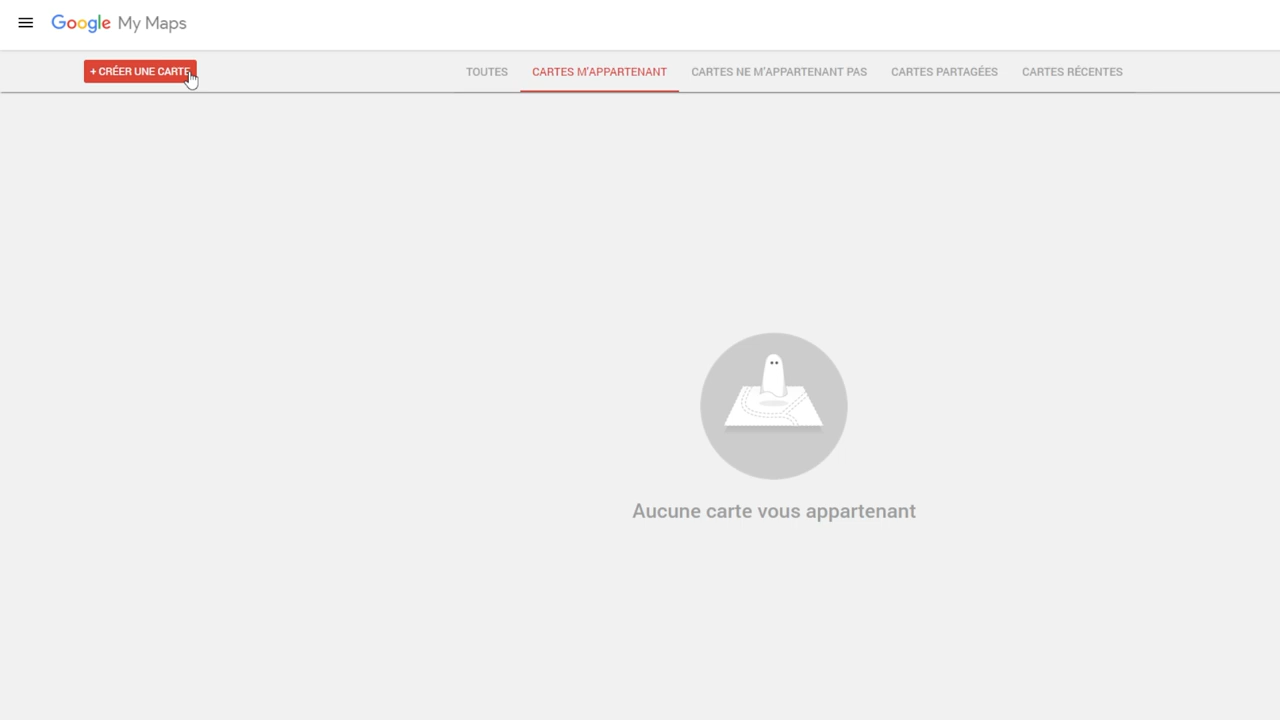 Google My Maps
+ CRÉER UNE CARTE
TOUTES
CARTES M'APPARTENANT
CARTES NE M'APPARTENANT PAS
CARTES PARTAGÉES
CARTES RÉCENTES
Aucune carte vous appartenant